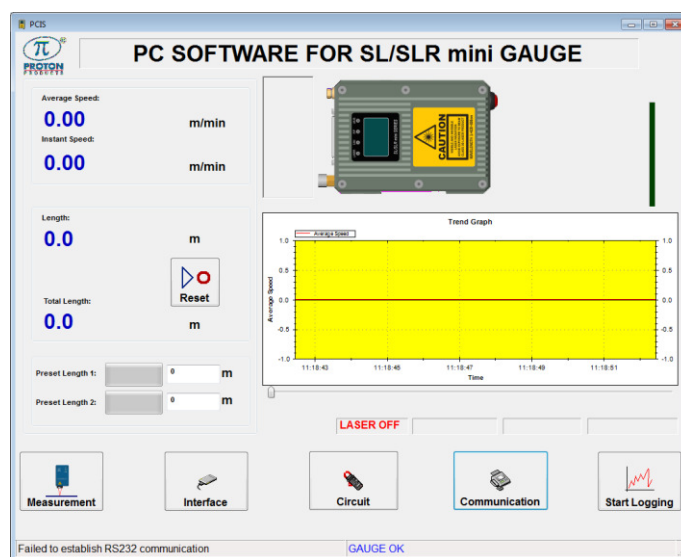 PCIS
π
PROTON
PRODUCTS
PC SOFTWARE FOR SL/SLR mini GAUGE
Average Speed:
0.00 m/min
Instant Speed:
0.00 m/min
CAUTION
SL/SLR mini
Length:
0.0 m
Reset
Total Length:
0.0 m
Preset Length 1: 0 m
Preset Length 2: 0 m
Trend Graph
Average Speed
1.0 1.0
0.5 0.5
0.0 0.0
-0.5 -0.5
-1.0 -1.0
Average Speed
11:18:43 11:18:45 11:18:47 11:18:49 11:18:51
Time
LASER OFF
Measurement Interface Circuit Communication Start Logging
Failed to establish RS232 communication GAUGE OK